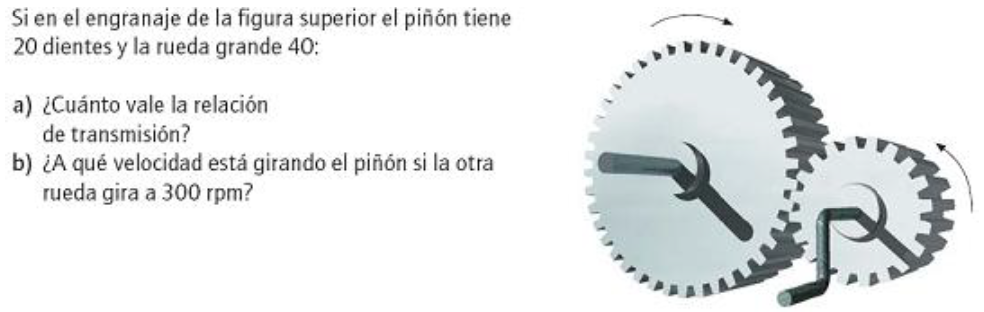 Si en el engranaje de la figura superior el piñón tiene
20 dientes y la rueda grande 40:
a) ¿Cuánto vale la relación
de transmisión?
b) ¿A qué velocidad está girando el piñón si la otra
rueda gira a 300 rpm?